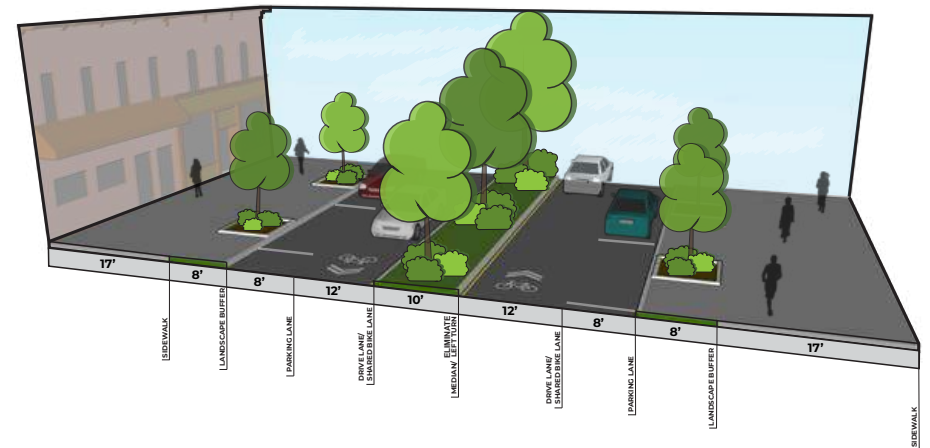 17’
8’
8’
12’
10’
12’
8’
8’
17’
SIDEWALK
LANDSCAPE BUFFER
PARKING LANE
DRIVE LANE/
SHARED BIKE LANE
ELIMINATE
MEDIAN/ LEFT TURN
DRIVE LANE/
SHARED BIKE LANE
PARKING LANE
LANDSCAPE BUFFER
SIDEWALK